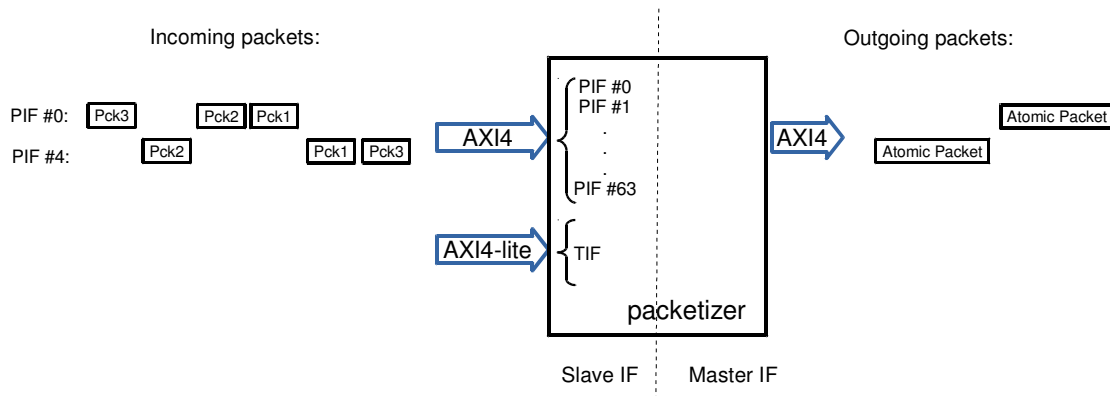 Incoming packets:
Outgoing packets:
PIF #0:
Pck3
Pck2
Pck1
PIF #4:
Pck2
Pck1
Pck3
AXI4
PIF #0
PIF #1
.
.
.
PIF #63
AXI4
Atomic Packet
Atomic Packet
AXI4-lite
TIF
packetizer
Slave IF
Master IF